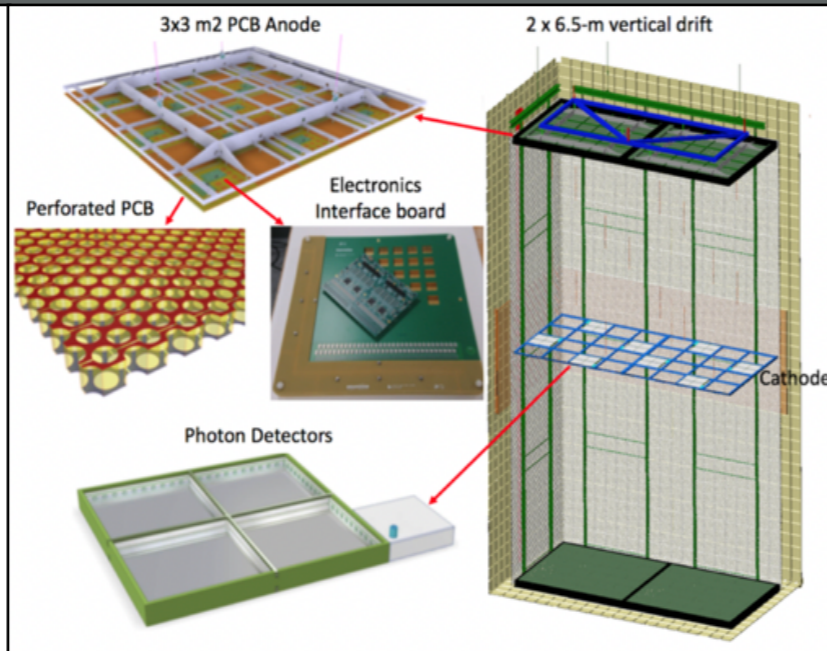 3x3 m2 PCB Anode
2 x 6.5-m vertical drift
Perforated PCB
Electronics
Interface board
Cathode
Photon Detectors